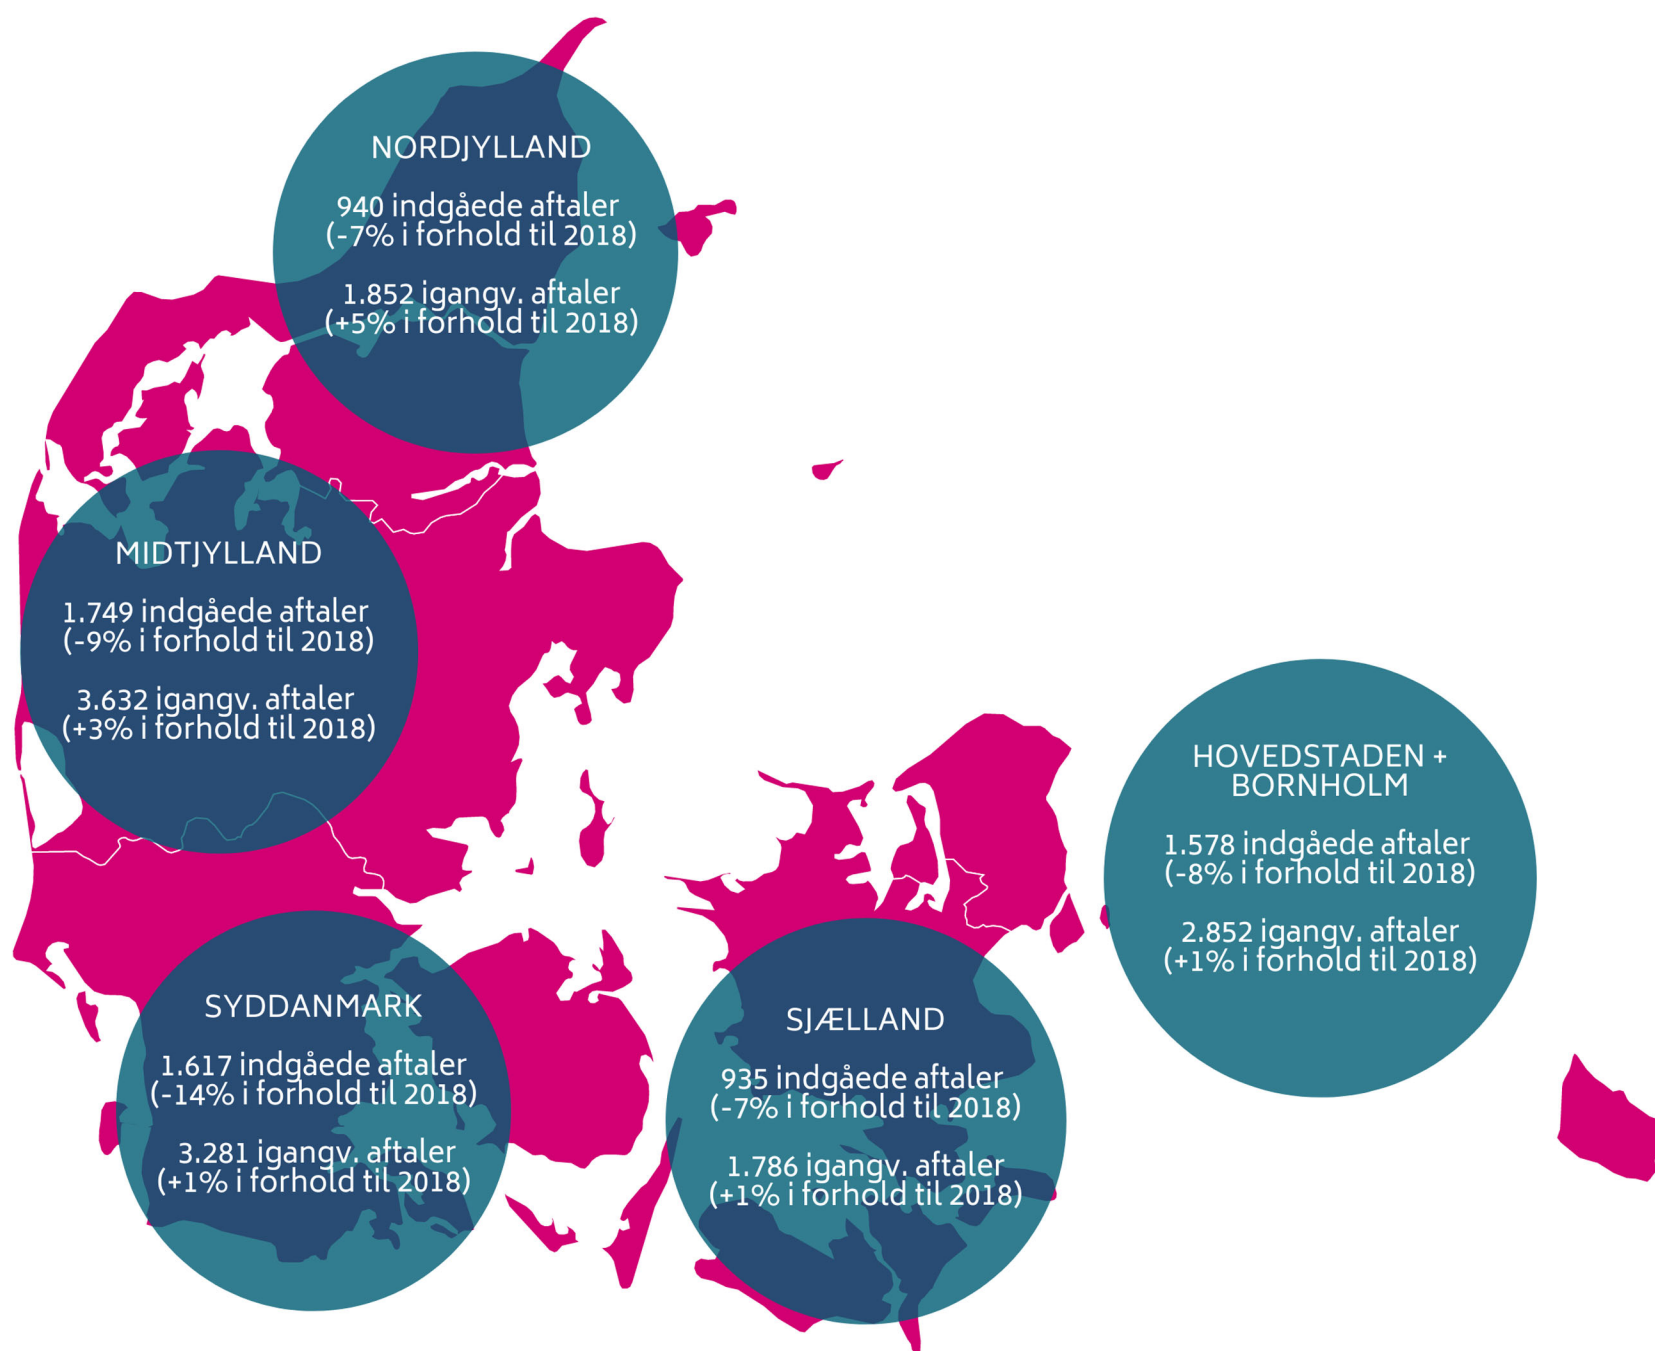 NORDJYLLAND
940 indgåede aftaler
(-7% i forhold til 2018)
1.852 igangv. aftaler
(+5% i forhold til 2018)
MIDTJYLLAND
1.749 indgåede aftaler
(-9% i forhold til 2018)
3.632 igangv. aftaler
(+3% i forhold til 2018)
HOVEDSTADEN +
BORNHOLM
1.578 indgåede aftaler
(-8% i forhold til 2018)
2.852 igangv. aftaler
(+1% i forhold til 2018)
SYDDANMARK
1.617 indgåede aftaler
(-14% i forhold til 2018)
3.281 igangv. aftaler
(+1% i forhold til 2018)
SJÆLLAND
935 indgåede aftaler
(-7% i forhold til 2018)
1.786 igangv. aftaler
(+1% i forhold til 2018)